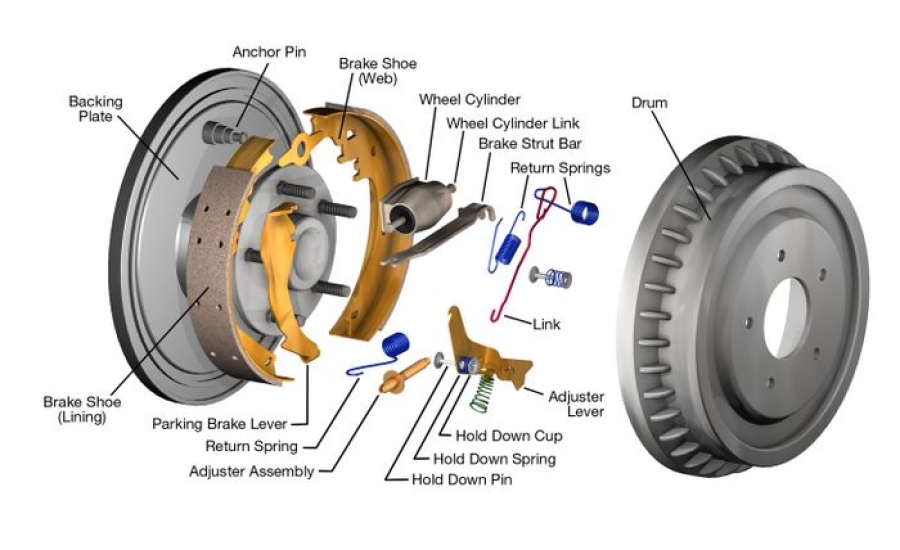 Anchor Pin
Brake Shoe
(Web)
Backing
Plate
Wheel Cylinder
Drum
Wheel Cylinder Link
Brake Strut Bar
Return Springs
Link
Brake Shoe
(Lining)
Parking Brake Lever
Adjuster
Lever
Return Spring
Hold Down Cup
Adjuster Assembly
Hold Down Spring
Hold Down Pin